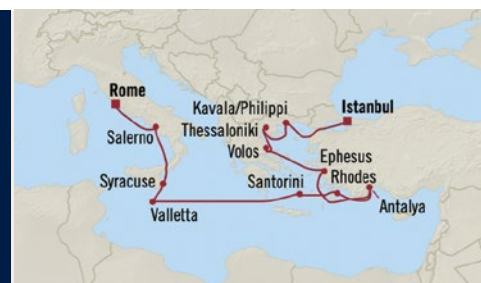 Rome
Kavala/Philippi
Istanbul
Salerno
Thessaloniki
Volos
Ephesus
Syracuse
Santorini
Rhodes
Valletta
Antalya